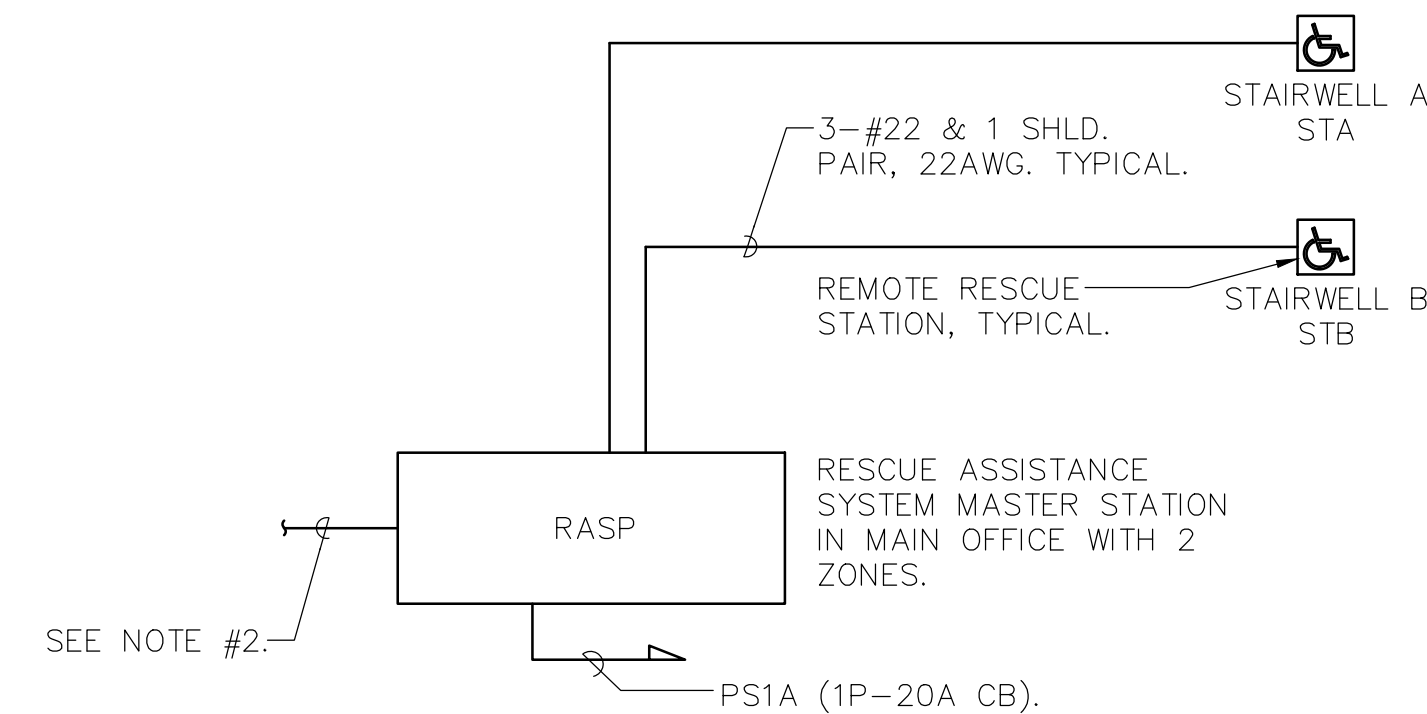 STAIRWELL A
STA
3-#22 & 1 SHLD.
PAIR, 22AWG. TYPICAL.
REMOTE RESCUE
STATION, TYPICAL.
STAIRWELL B
STB
RASP
RESCUE ASSISTANCE
SYSTEM MASTER STATION
IN MAIN OFFICE WITH 2
ZONES.
SEE NOTE #2.
PS1A (1P-20A CB).